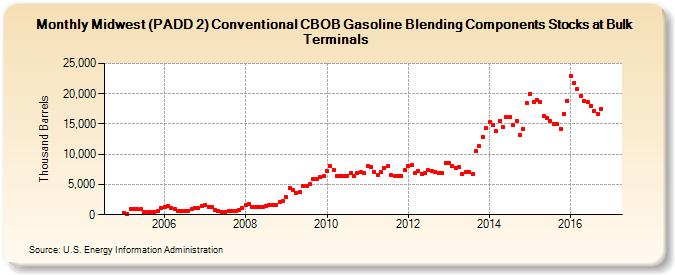 Monthly Midwest (PADD 2) Conventional CBOB Gasoline Blending Components Stocks at Bulk
Terminals
Thousand Barrels
25,000
20,000
15,000
10,000
5,000
0
2006 2008 2010 2012 2014 2016
Source: U.S. Energy Information Administration